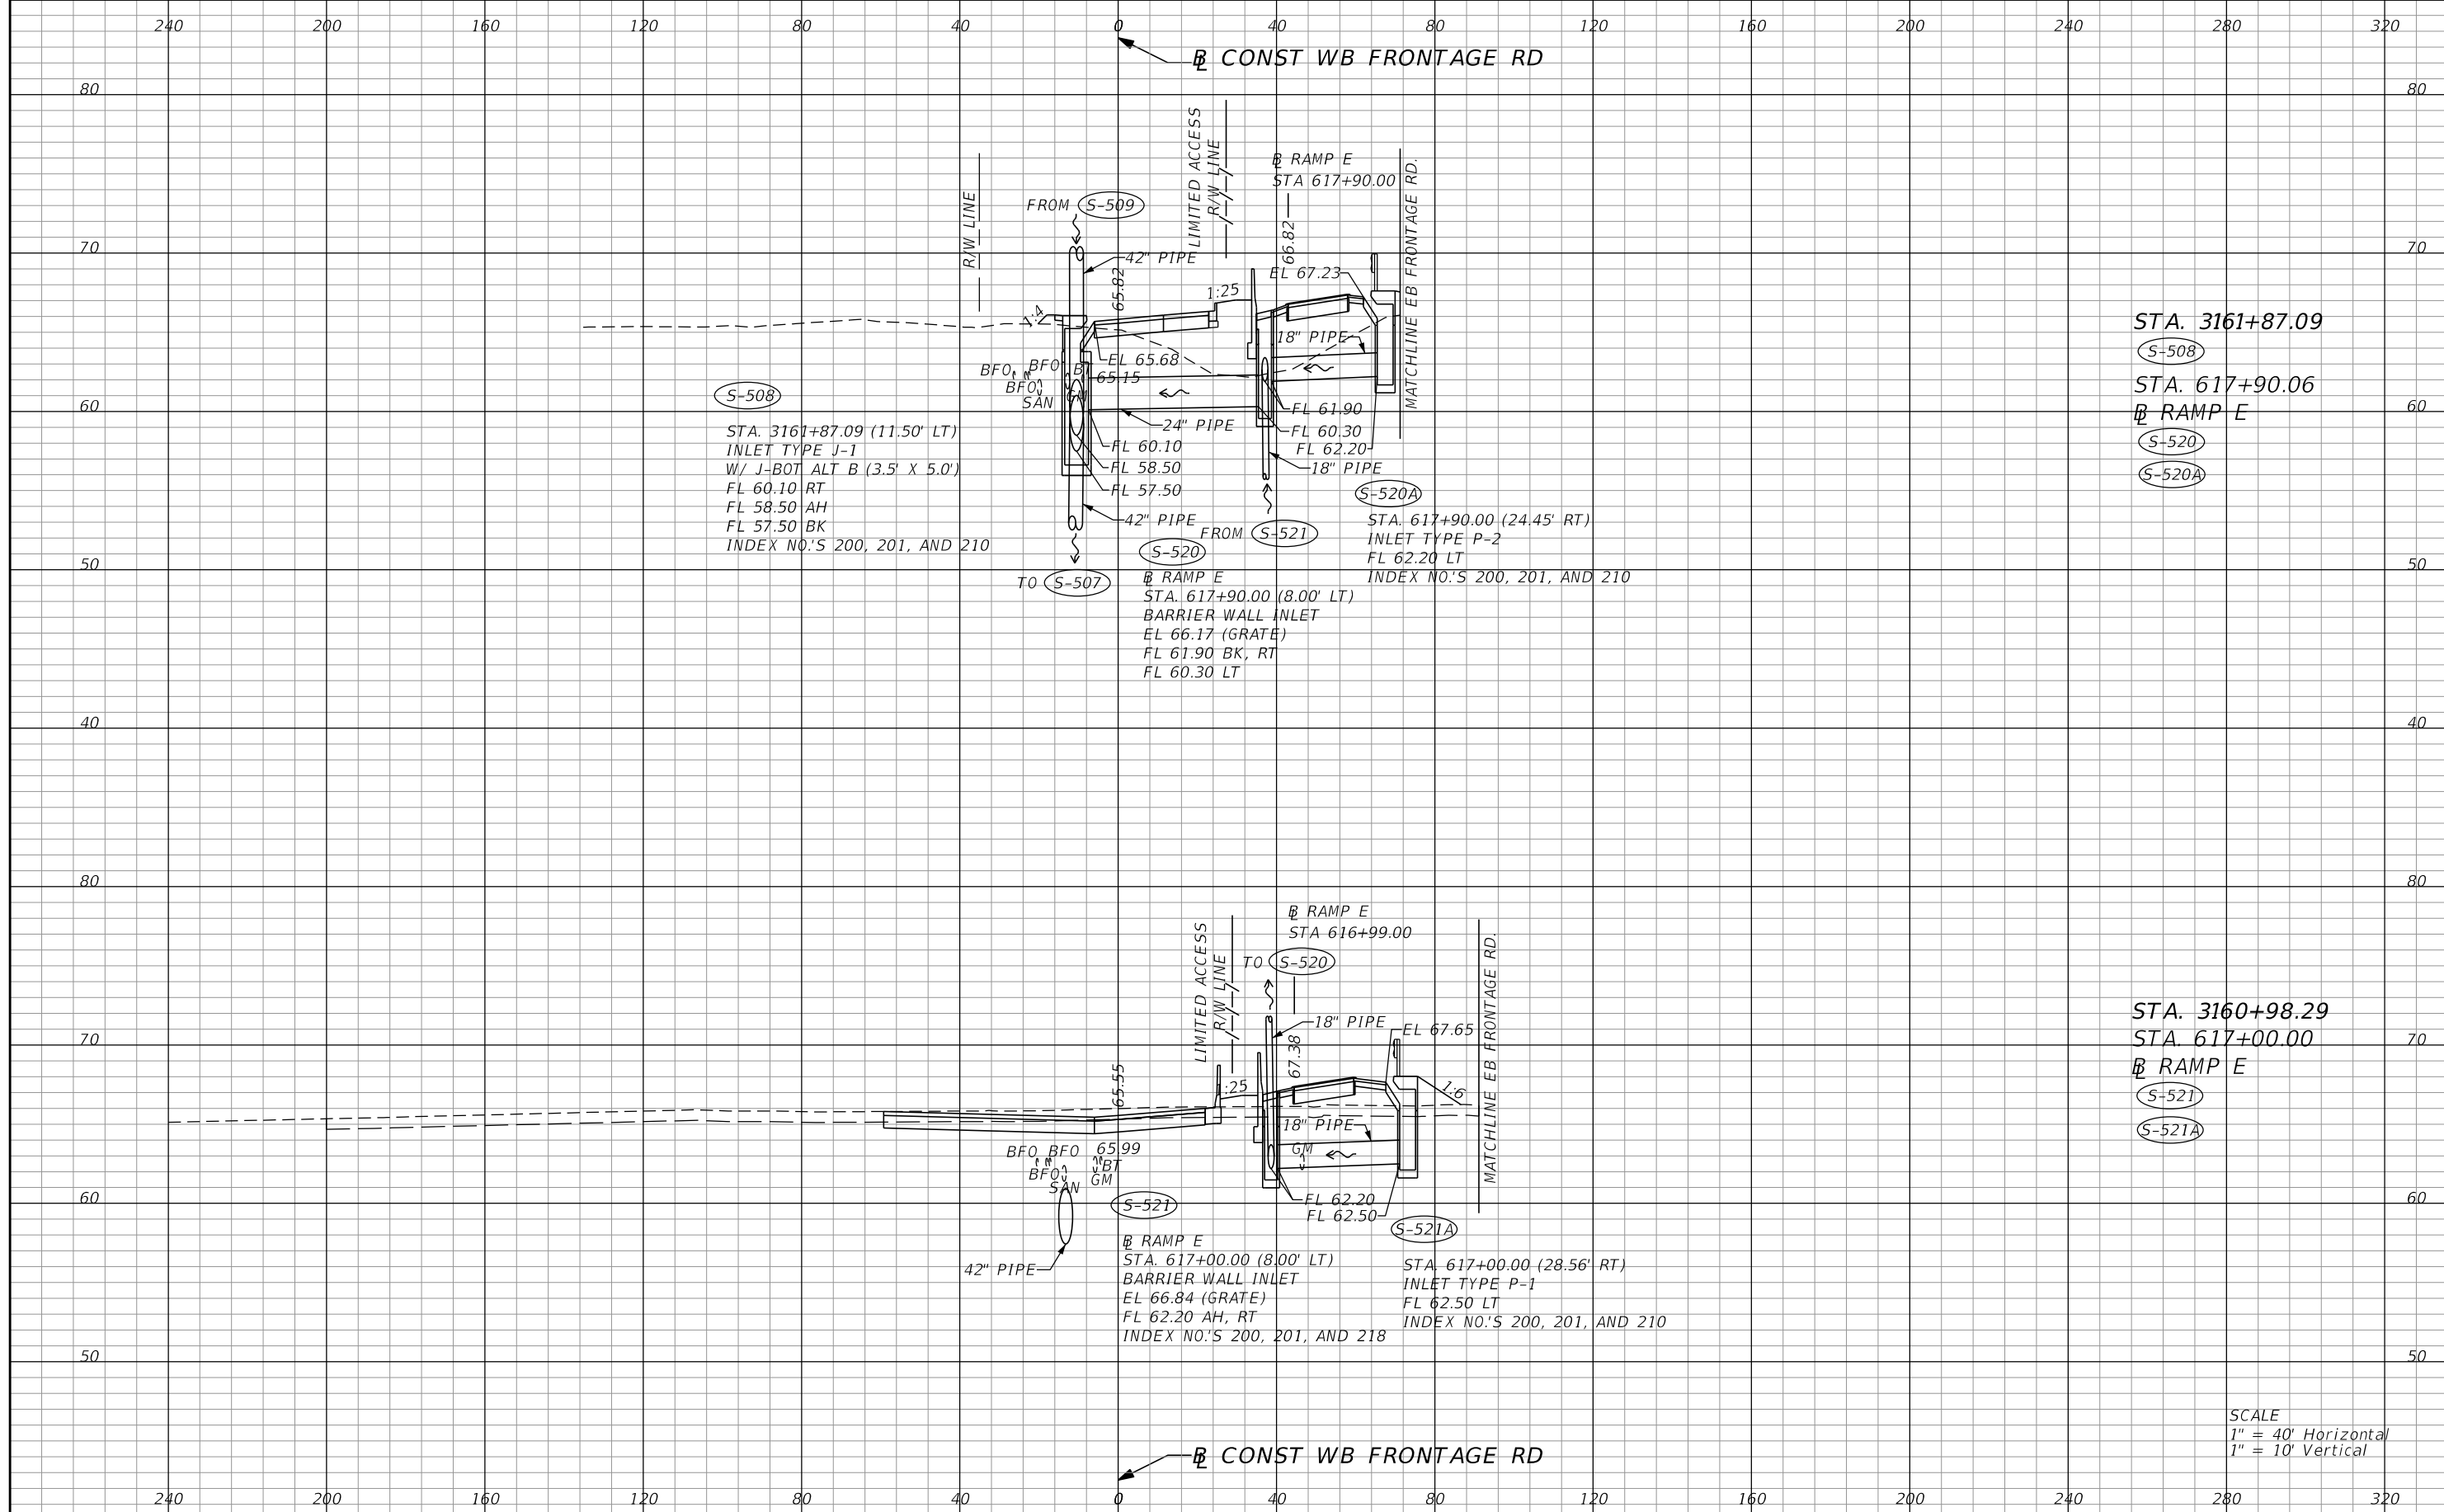 240 200 160 120 80 40 0 40 80 120 160 200 240 280 320
℄ CONST WB FRONTAGE RD
80 80
LIMITED ACCESS
R/W LINE
℄ RAMP E
STA 617+90.00
MATCHLINE EB FRONTAGE RD.
R/W LINE
FROM S-509
70 70
42" PIPE
65.82
66.82
EL 67.23
1:25
1:4
18" PIPE
EL 65.68
65.15
BFO BFO BT
BFO
SAN GM
STA. 3161+87.09
S-508
STA. 617+90.06
℄ RAMP E
S-520
S-520A
60 60
S-508
STA. 3161+87.09 (11.50' LT)
INLET TYPE J-1
W/ J-BOT ALT B (3.5' X 5.0')
FL 60.10 RT
FL 58.50 AH
FL 57.50 BK
INDEX NO.'S 200, 201, AND 210
FL 61.90
24" PIPE
FL 60.30
FL 60.10
FL 62.20
FL 58.50
18" PIPE
FL 57.50
42" PIPE
FROM S-521
TO S-507
S-520A
STA. 617+90.00 (24.45' RT)
INLET TYPE P-2
FL 62.20 LT
INDEX NO.'S 200, 201, AND 210
50 50
S-520
℄ RAMP E
STA. 617+90.00 (8.00' LT)
BARRIER WALL INLET
EL 66.17 (GRATE)
FL 61.90 BK, RT
FL 60.30 LT
40 40
80 80
LIMITED ACCESS
R/W LINE
℄ RAMP E
STA 616+99.00
TO S-520
MATCHLINE EB FRONTAGE RD.
70 70
18" PIPE
EL 67.65
67.38
65.55
1:25
1:6
18" PIPE
GM
65.99
BFO BFO
BFO BT
SAN GM
STA. 3160+98.29
STA. 617+00.00
℄ RAMP E
S-521
S-521A
60 60
FL 62.20
FL 62.50
42" PIPE
S-521
℄ RAMP E
STA. 617+00.00 (8.00' LT)
BARRIER WALL INLET
EL 66.84 (GRATE)
FL 62.20 AH, RT
INDEX NO.'S 200, 201, AND 218
S-521A
STA. 617+00.00 (28.56' RT)
INLET TYPE P-1
FL 62.50 LT
INDEX NO.'S 200, 201, AND 210
50 50
SCALE
1" = 40' Horizontal
1" = 10' Vertical
℄ CONST WB FRONTAGE RD
240 200 160 120 80 40 0 40 80 120 160 200 240 280 320